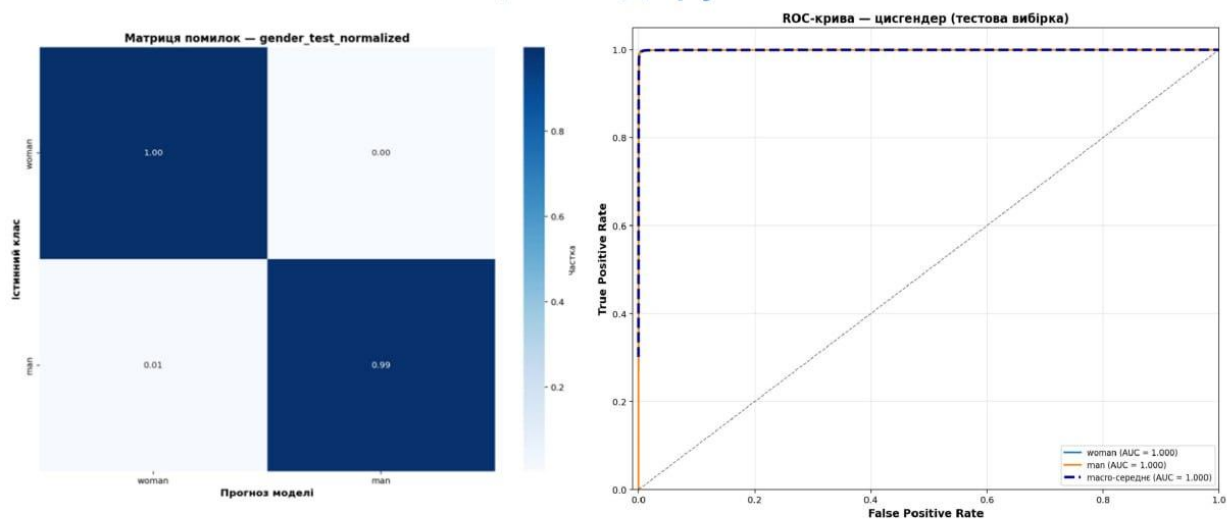 Матриця помилок — gender_test_normalized
woman
1.00
0.00
man
0.01
0.99
Істинний клас
woman
man
Прогноз моделі
0.8
0.6
0.4
0.2
Частка
ROC-крива — цисгендер (тестова вибірка)
1.0
0.8
0.6
0.4
0.2
0.0
True Positive Rate
0.0
0.2
0.4
0.6
0.8
1.0
False Positive Rate
woman (AUC = 1.000)
man (AUC = 1.000)
macro-середнє (AUC = 1.000)